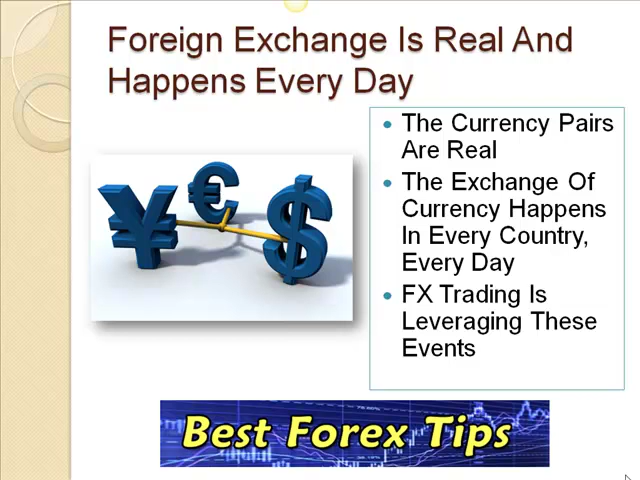 Foreign Exchange Is Real And
Happens Every Day
The Currency Pairs
Are Real
The Exchange Of
Currency Happens
In Every Country,
Every Day
FX Trading Is
Leveraging These
Events
¥ € $
Best Forex Tips